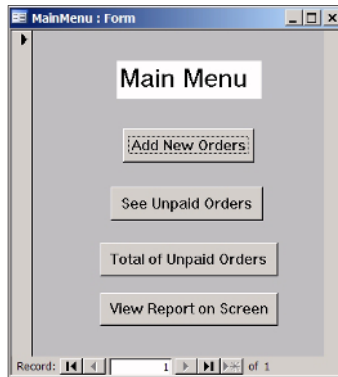 MainMenu : Form
Main Menu
Add New Orders
See Unpaid Orders
Total of Unpaid Orders
View Report on Screen
Record: 1 of 1